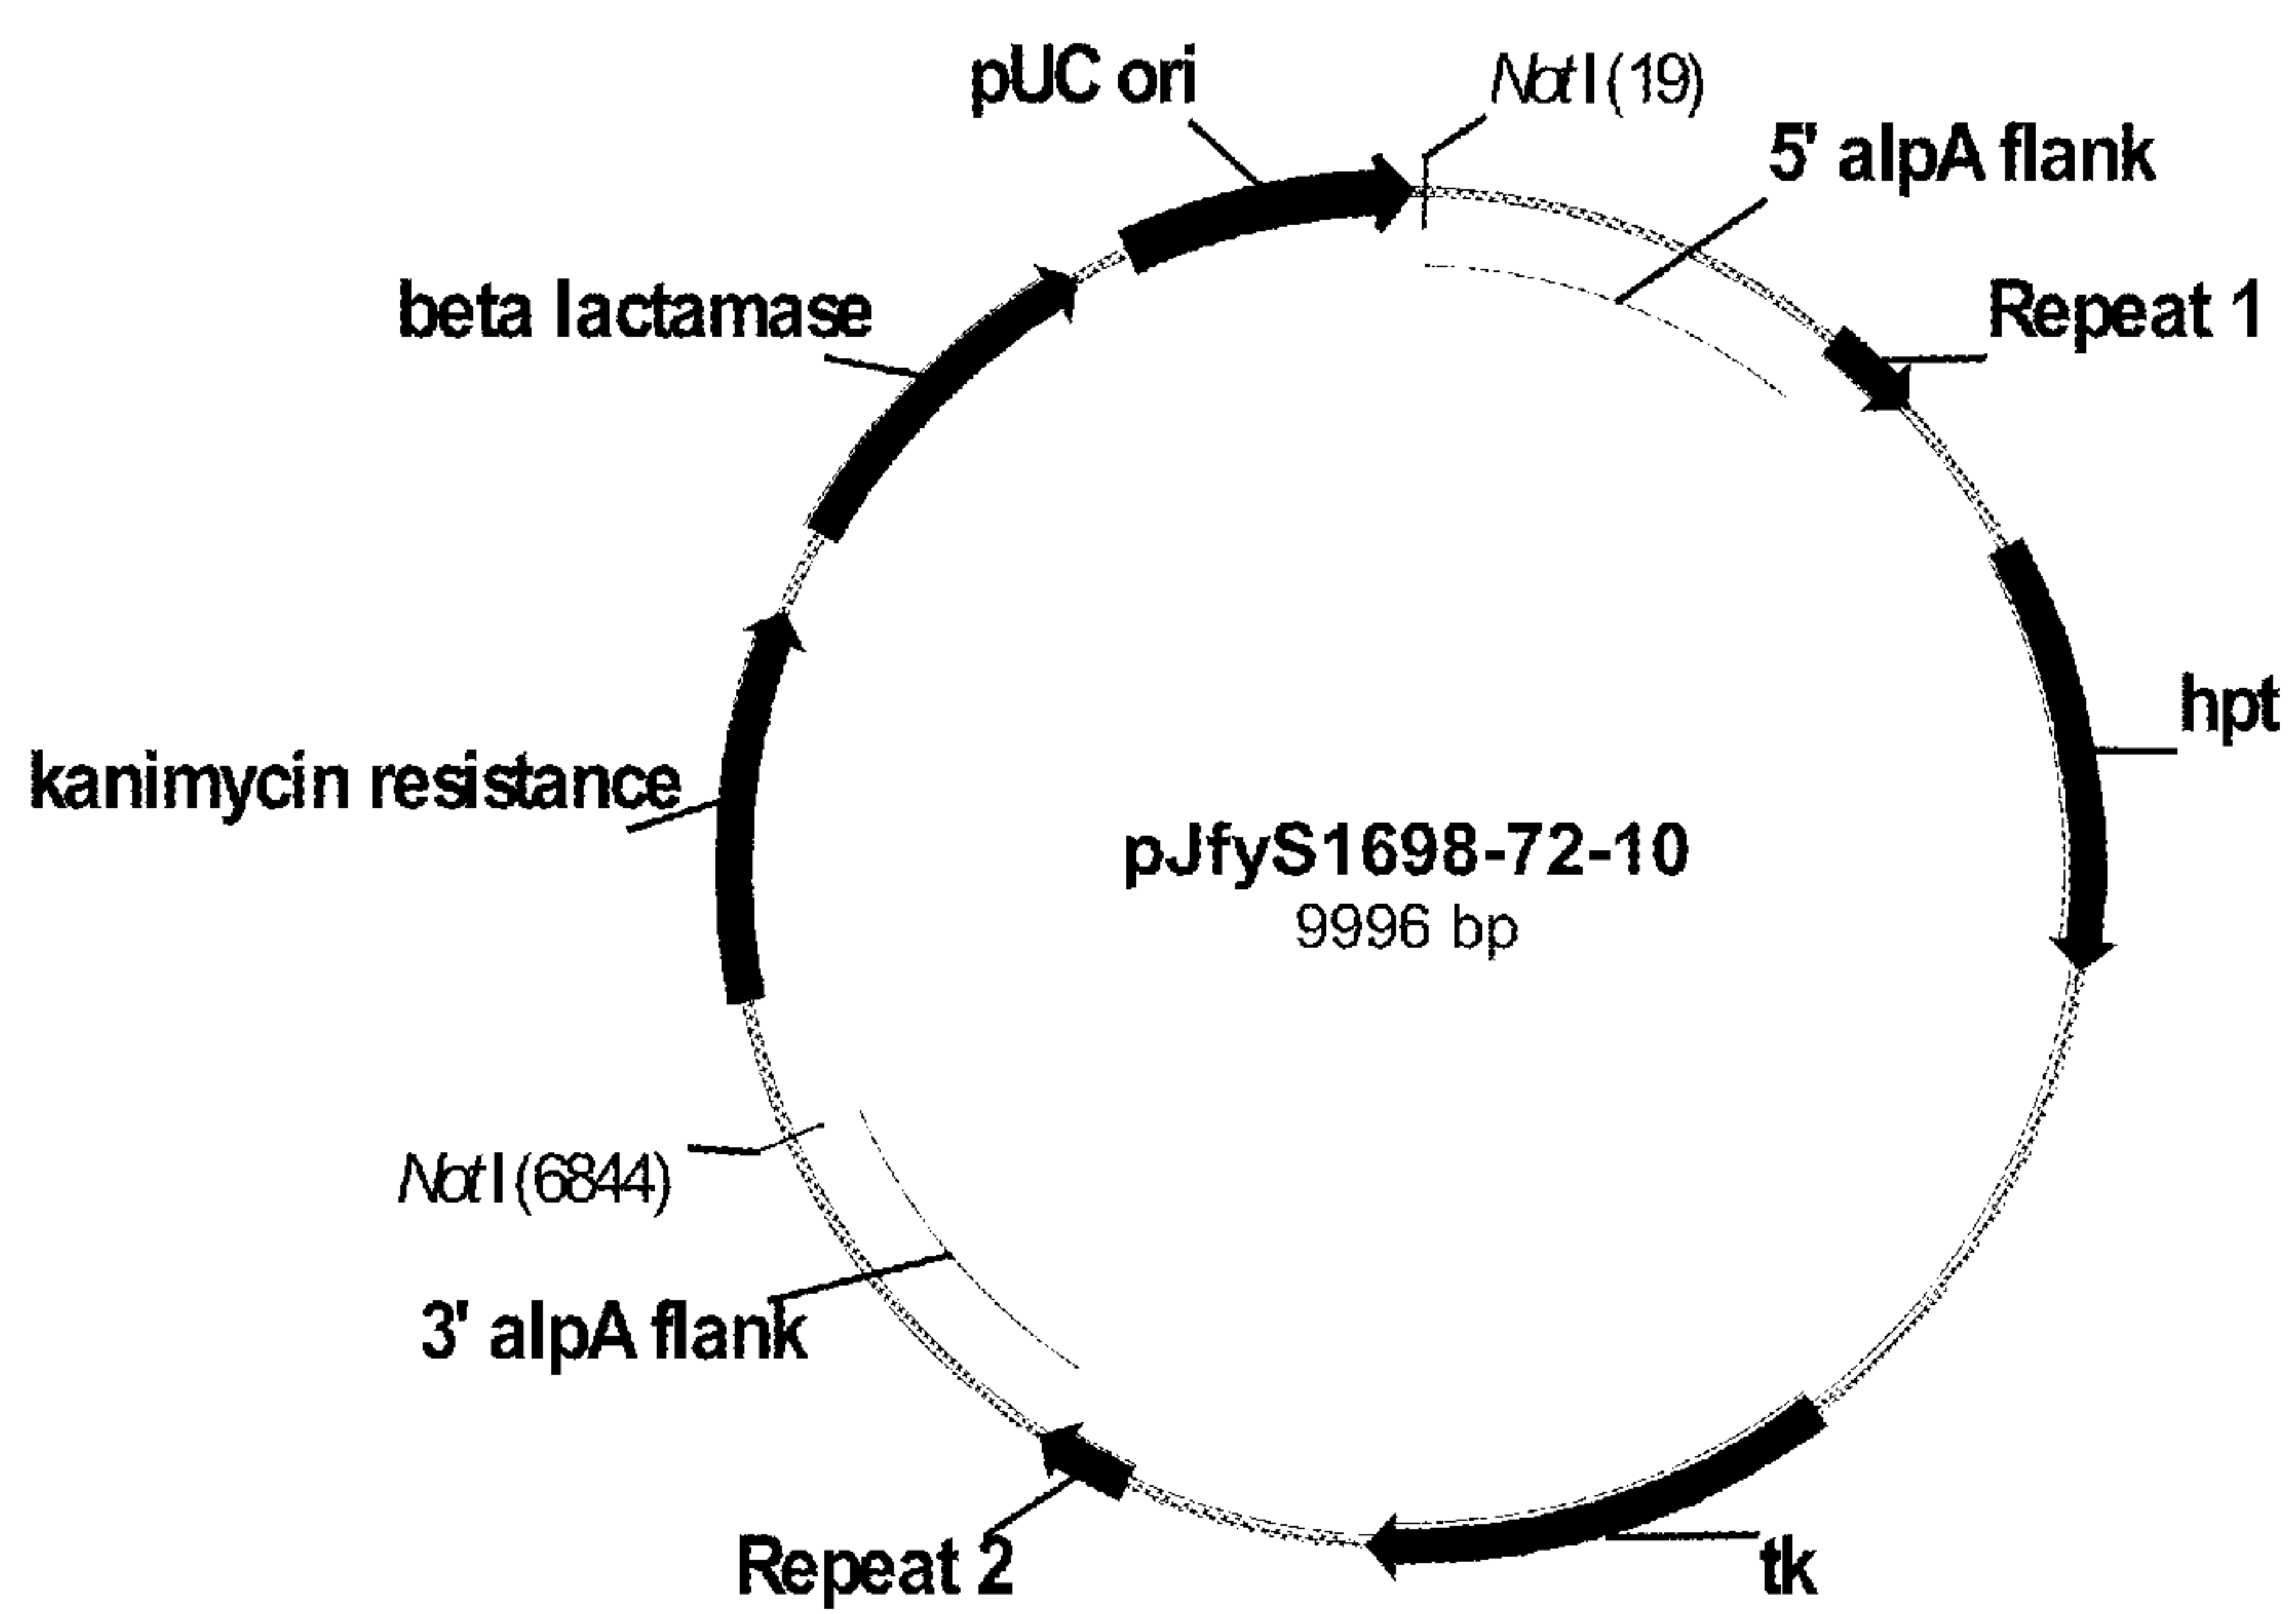 pUC ori
NotI(19)
5' alpA flank
beta lactamase
Repeat 1
hpt
kanimycin resistance
pJfyS1698-72-10
9996 bp
NotI(6844)
3' alpA flank
Repeat 2
tk